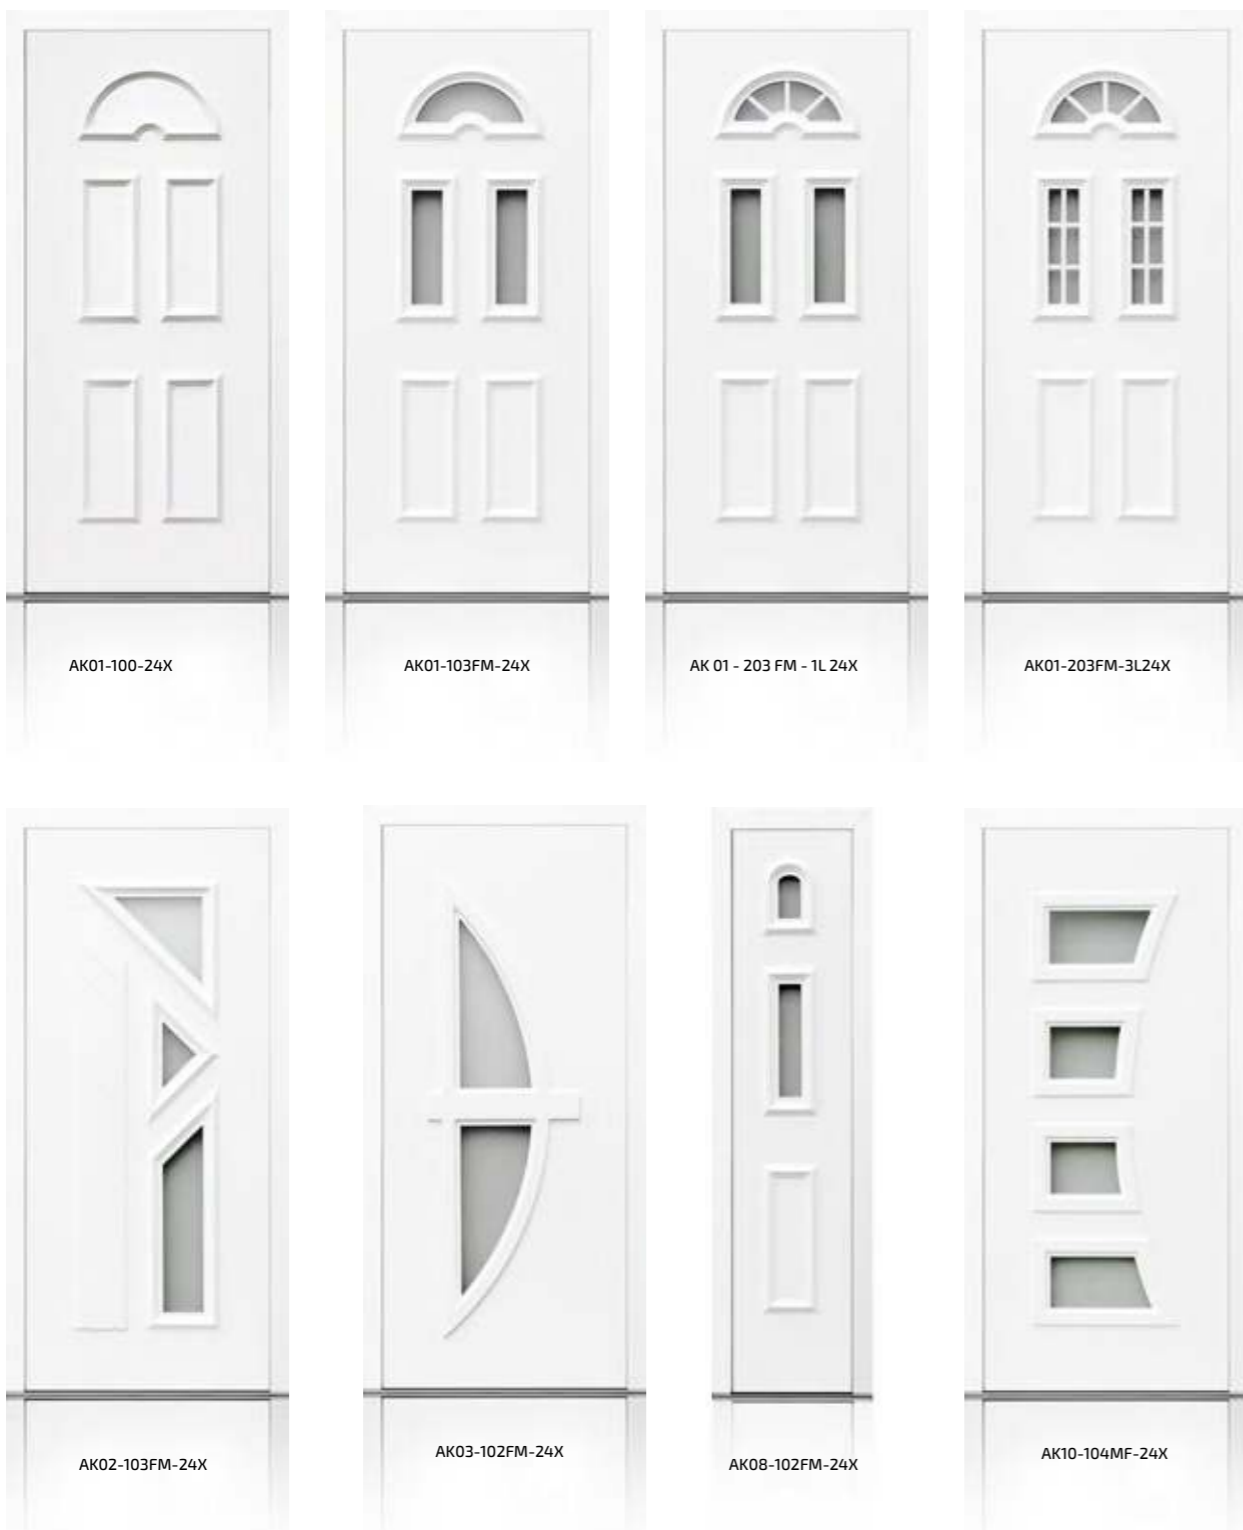 AK01-100-24X
AK01-103FM-24X
AK 01 - 203 FM - 1L 24X
AK01-203FM-3L24X
AK02-103FM-24X
AK03-102FM-24X
AK08-102FM-24X
AK10-104MF-24X